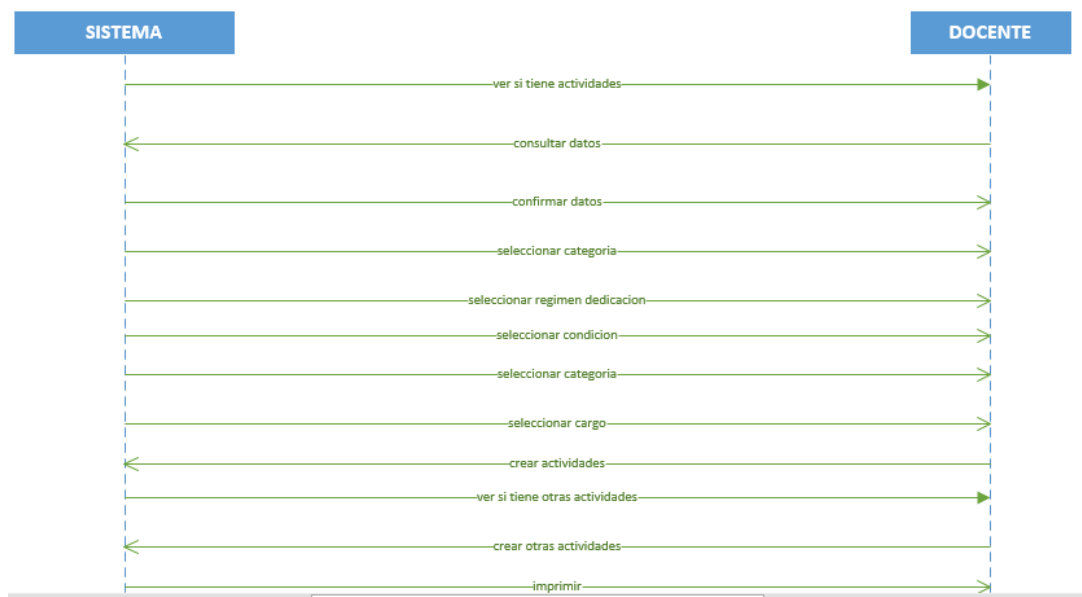 SISTEMA
DOCENTE
ver si tiene actividades
consultar datos
confirmar datos
seleccionar categoria
seleccionar regimen dedicacion
seleccionar condicion
seleccionar categoria
seleccionar cargo
crear actividades
ver si tiene otras actividades
crear otras actividades
imprimir